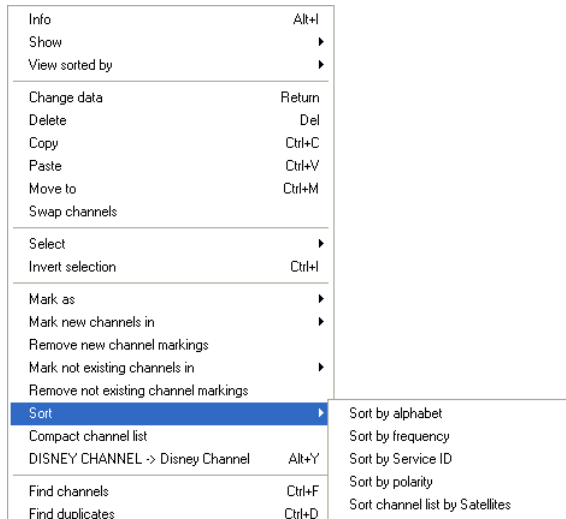 Info Alt+I
Show
View sorted by
Change data Return
Delete Del
Copy Ctrl+C
Paste Ctrl+V
Move to Ctrl+M
Swap channels
Select
Invert selection Ctrl+I
Mark as
Mark new channels in
Remove new channel markings
Mark not existing channels in
Remove not existing channel markings
Sort
Sort by alphabet
Compact channel list
Sort by frequency
DISNEY CHANNEL -> Disney Channel Alt+Y
Sort by Service ID
Sort by polarity
Find channels Ctrl+F
Sort channel list by Satellites
Find duplicates Ctrl+D